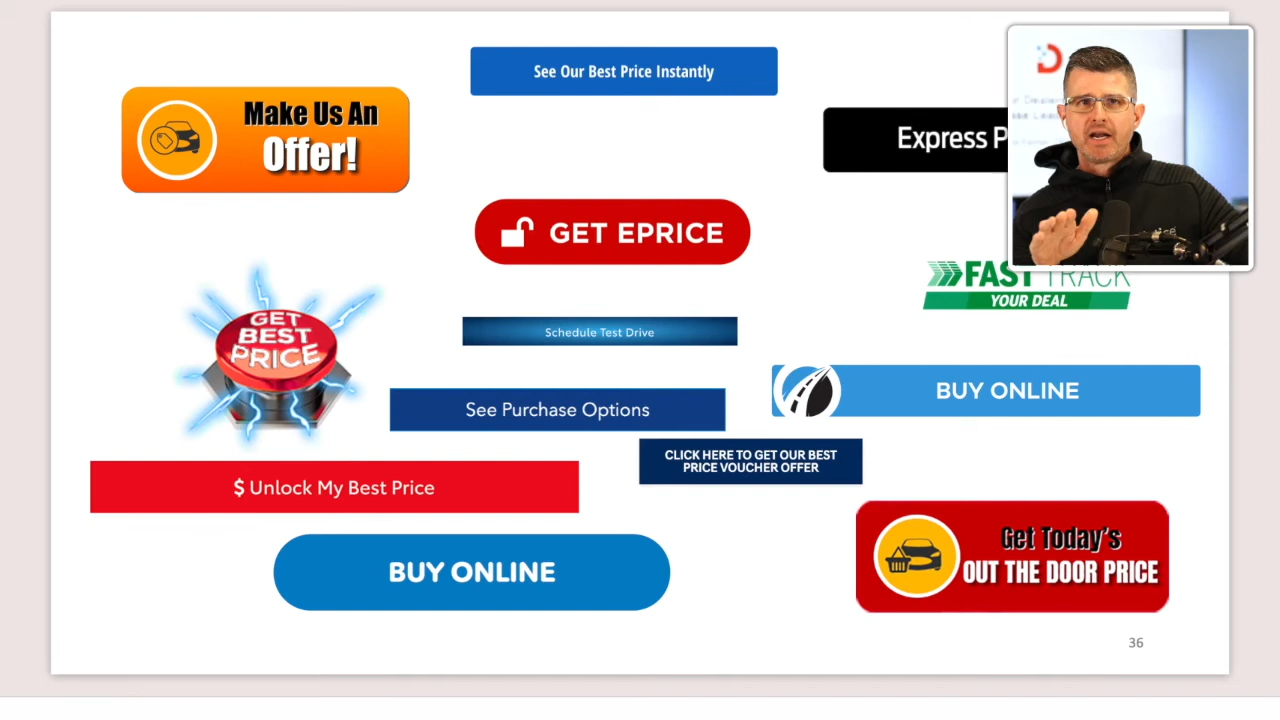 See Our Best Price Instantly
Make Us An
Offer!
Express
GET EPRICE
FAST TRACK
YOUR DEAL
GET
BEST
PRICE
Schedule Test Drive
BUY ONLINE
See Purchase Options
CLICK HERE TO GET OUR BEST
PRICE VOUCHER OFFER
$ Unlock My Best Price
Get Today's
OUT THE DOOR PRICE
BUY ONLINE
36